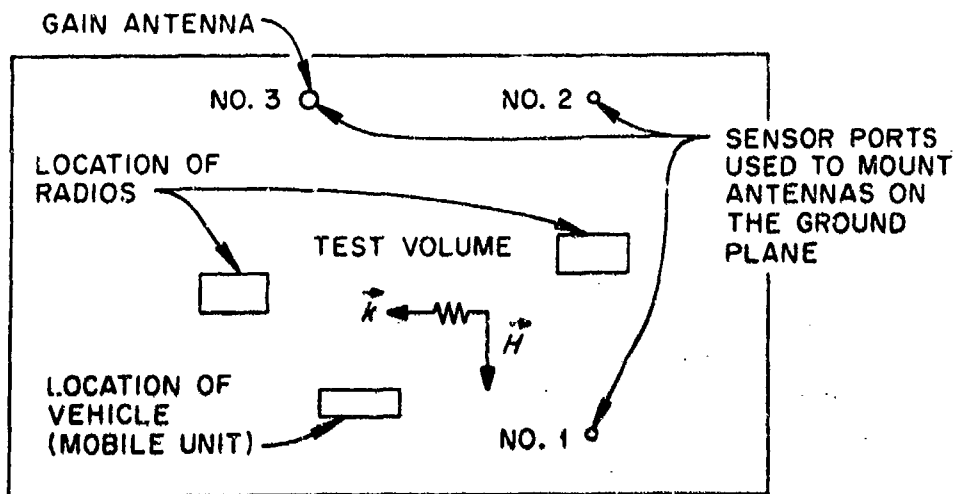 GAIN ANTENNA
NO. 3
NO. 2
SENSOR PORTS
USED TO MOUNT
ANTENNAS ON
THE GROUND
PLANE
LOCATION OF
RADIOS
TEST VOLUME
k
H
LOCATION OF
VEHICLE
(MOBILE UNIT)
NO. 1